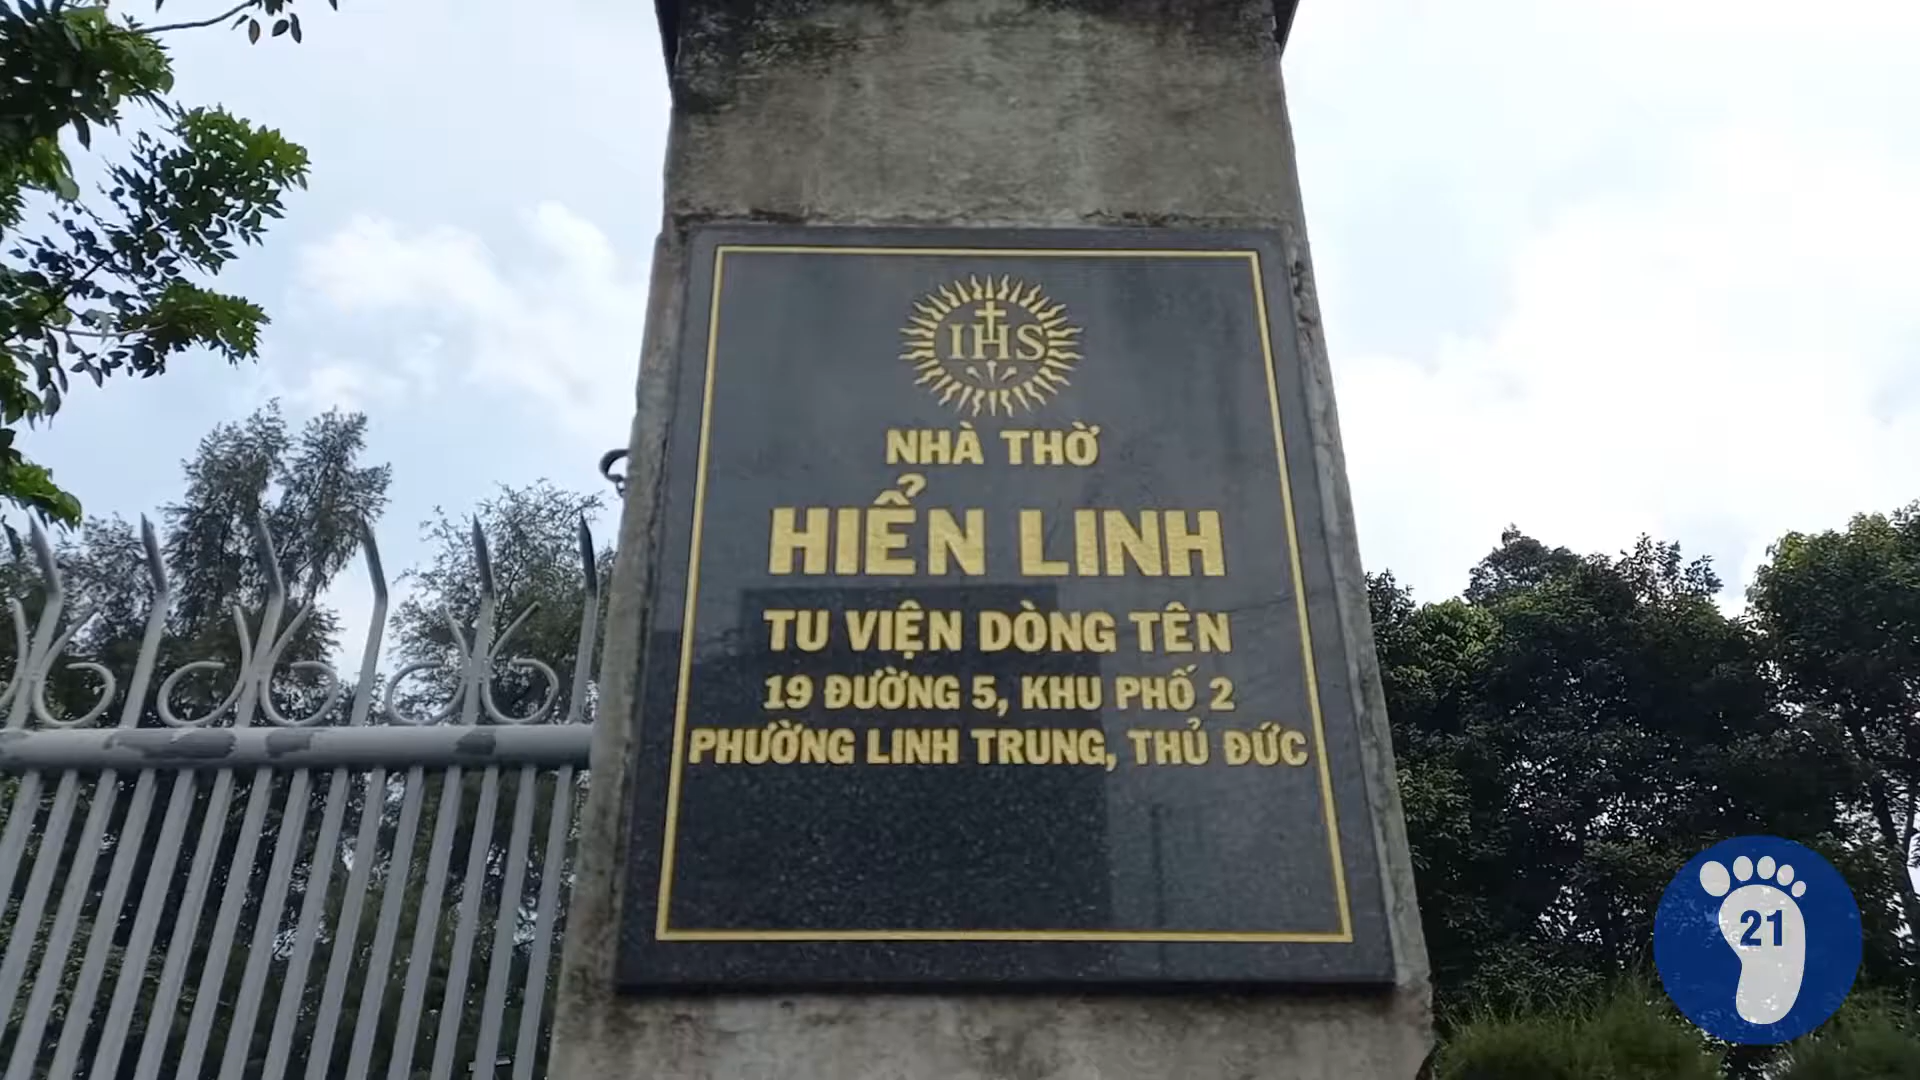 IHS
NHÀ THỜ
HIỂN LINH
TU VIỆN DÒNG TÊN
19 ĐƯỜNG 5, KHU PHỐ 2
PHƯỜNG LINH TRUNG, THỦ ĐỨC
21